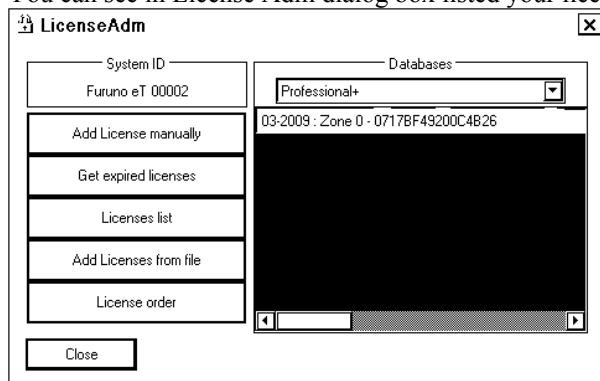 You can see in License Adm dialog box listed your lice
LicenseAdm
System ID
Furuno eT 00002
Add License manually
Get expired licenses
Licenses list
Add Licenses from file
License order
Close
Databases
Professional+
03-2009 : Zone 0 - 0717BF49200C4B26